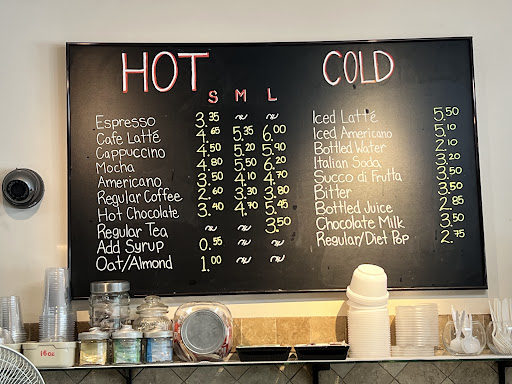 HOT
S M L
Espresso 3.35 ~ ~
Cafe Latté 4.65 5.35 6.00
Cappuccino 4.50 5.20 5.90
Mocha 4.80 5.50 6.20
Americano 3.50 4.10 4.70
Regular Coffee 2.60 3.30 3.80
Hot Chocolate 3.40 4.70 5.45
Regular Tea ~ ~ 3.50
Add Syrup 0.55 ~ ~
Oat/Almond 1.00 ~ ~
COLD
Iced Latté 5.50
Iced Americano 5.10
Bottled Water 2.10
Italian Soda 3.20
Succo di Frutta 3.50
Bitter 3.50
Bottled Juice 2.85
Chocolate Milk 3.50
Regular/Diet Pop 2.75
16oz